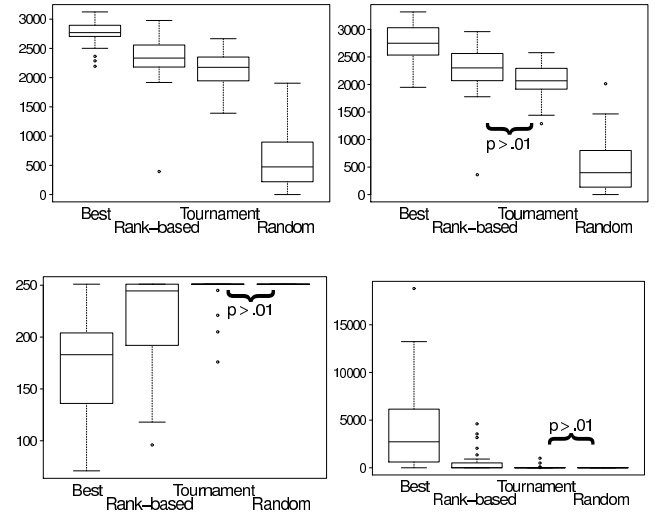 3000
2500
2000
1500
1000
500
0
Best
Tournament
Rank−based
Random
3000
2500
2000
1500
1000
500
0
p>.01
Best
Tournament
Rank−based
Random
250
200
150
100
p>.01
Best
Tournament
Rank−based
Random
15000
10000
5000
0
p>.01
Best
Tournament
Rank−based
Random